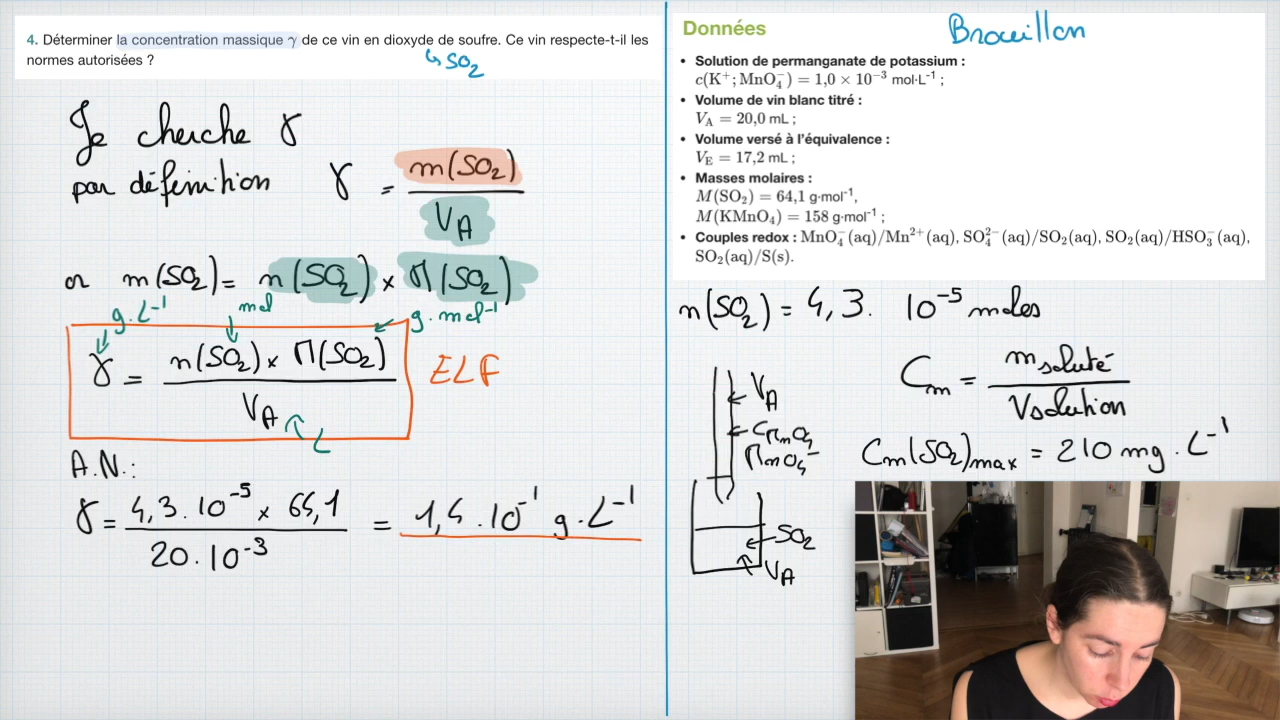 4. Déterminer la concentration massique γ de ce vin en dioxyde de soufre. Ce vin respecte-t-il les
normes autorisées ?
↳ SO₂
Je cherche γ
par définition γ = m(SO₂) / V_A
or m(SO₂) = n(SO₂) × M(SO₂)
g.L⁻¹ mol g.mol⁻¹
γ = n(SO₂) × M(SO₂) / V_A
L
ELF
A.N.:
γ = 4,3.10⁻⁵ × 64,1 / 20.10⁻³ = 1,4.10⁻¹ g.L⁻¹
Brouillon
Données
• Solution de permanganate de potassium :
c(K⁺; MnO₄⁻) = 1,0 × 10⁻³ mol·L⁻¹ ;
• Volume de vin blanc titré :
V_A = 20,0 mL ;
• Volume versé à l'équivalence :
V_E = 17,2 mL ;
• Masses molaires :
M(SO₂) = 64,1 g·mol⁻¹,
M(KMnO₄) = 158 g·mol⁻¹ ;
• Couples redox : MnO₄⁻(aq)/Mn²⁺(aq), SO₄²⁻(aq)/SO₂(aq), SO₂(aq)/HSO₃⁻(aq),
SO₂(aq)/S(s).
n(SO₂) = 4,3. 10⁻⁵ moles
Cm = m soluté / V solution
Cm(SO₂)max = 210 mg.L⁻¹
V_A
C MnO₄⁻
MnO₄⁻
SO₂
V_A